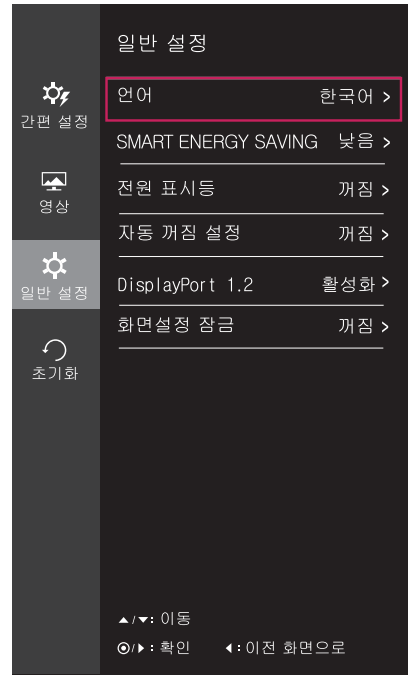 일반 설정
간편 설정
영상
일반 설정
초기화
언어 한국어 >
SMART ENERGY SAVING 낮음 >
전원 표시등 꺼짐 >
자동 꺼짐 설정 꺼짐 >
DisplayPort 1.2 활성화 >
화면설정 잠금 꺼짐 >
▲/▼: 이동
◉/▶ : 확인 ◀ : 이전 화면으로